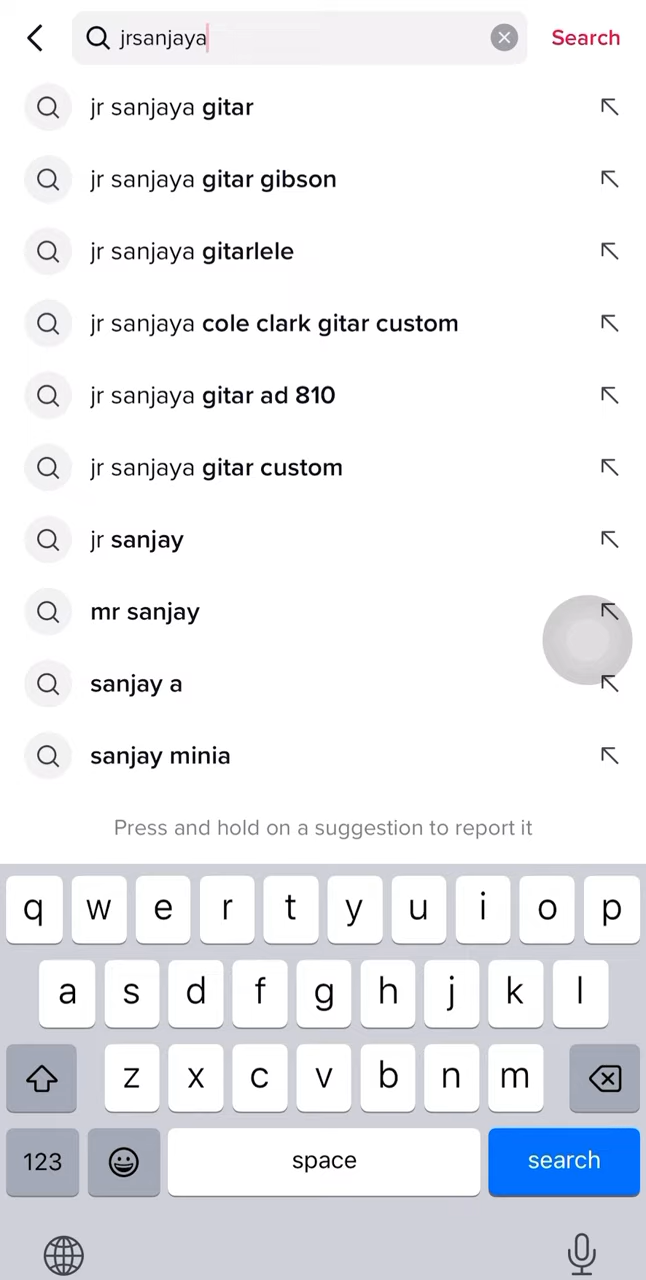 jrsanjaya Search
jr sanjaya gitar
jr sanjaya gitar gibson
jr sanjaya gitarlele
jr sanjaya cole clark gitar custom
jr sanjaya gitar ad 810
jr sanjaya gitar custom
jr sanjay
mr sanjay
sanjay a
sanjay minia
Press and hold on a suggestion to report it
q w e r t y u i o p
a s d f g h j k l
z x c v b n m
123 space search